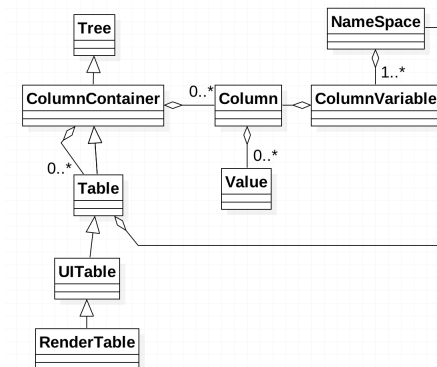 Tree
NameSpace
ColumnContainer
0..*
Column
ColumnVariable
1..*
0..*
Table
0..*
Value
UITable
RenderTable